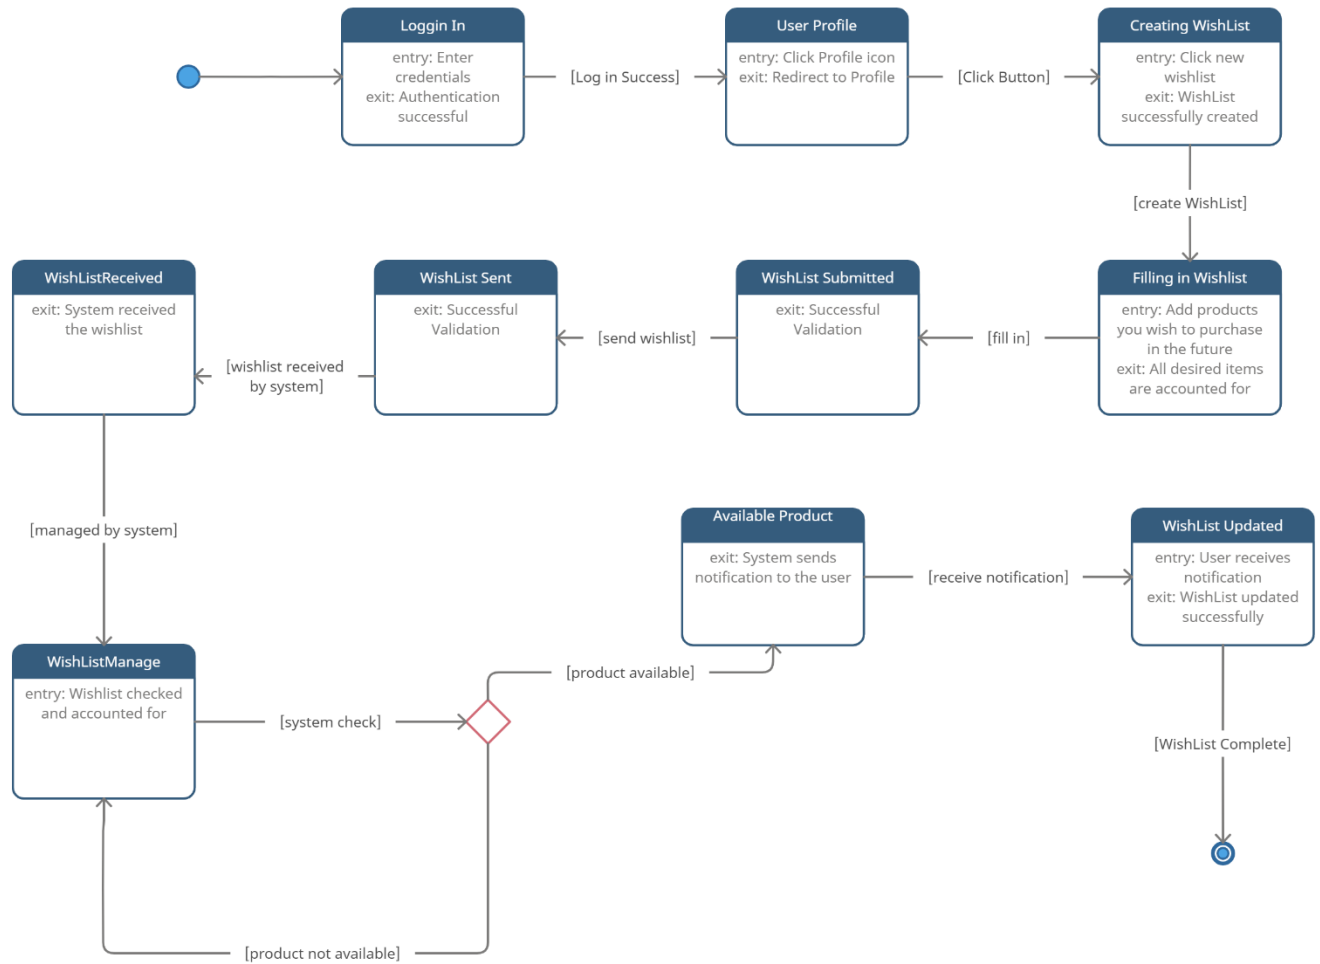 Loggin In
entry: Enter
credentials
exit: Authentication
successful
[Log in Success]
User Profile
entry: Click Profile icon
exit: Redirect to Profile
[Click Button]
Creating WishList
entry: Click new
wishlist
exit: WishList
successfully created
[create WishList]
Filling in Wishlist
entry: Add products
you wish to purchase
in the future
exit: All desired items
are accounted for
[fill in]
WishList Submitted
exit: Successful
Validation
[send wishlist]
WishList Sent
exit: Successful
Validation
[wishlist received
by system]
WishListReceived
exit: System received
the wishlist
[managed by system]
WishListManage
entry: Wishlist checked
and accounted for
[system check]
[product not available]
[product available]
Available Product
exit: System sends
notification to the user
[receive notification]
WishList Updated
entry: User receives
notification
exit: WishList updated
successfully
[WishList Complete]